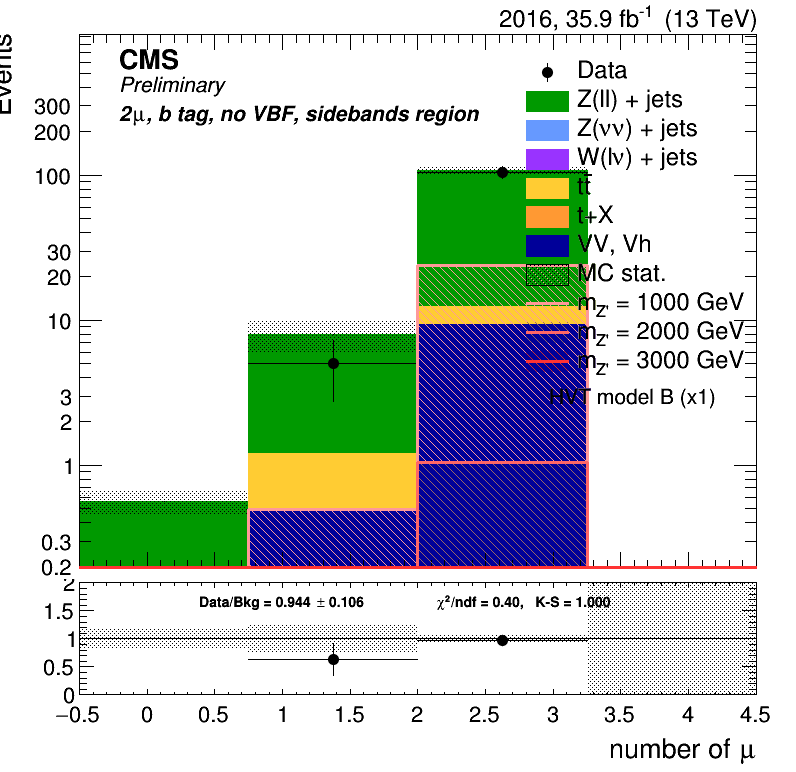 2016, 35.9 fb⁻¹ (13 TeV)
Events
CMS
Preliminary
2μ, b tag, no VBF, sidebands region
Data
Z(ll) + jets
Z(νν) + jets
W(lν) + jets
tt̅
t+X
VV, Vh
MC stat.
m_Z' = 1000 GeV
m_Z' = 2000 GeV
m_Z' = 3000 GeV
HVT model B (x1)
300
200
100
30
20
10
3
2
1
0.3
0.2
Data/Bkg = 0.944 ± 0.106
χ²/ndf = 0.40, K-S = 1.000
2
1.5
1
0.5
0
−0.5 0 0.5 1 1.5 2 2.5 3 3.5 4 4.5
number of μ